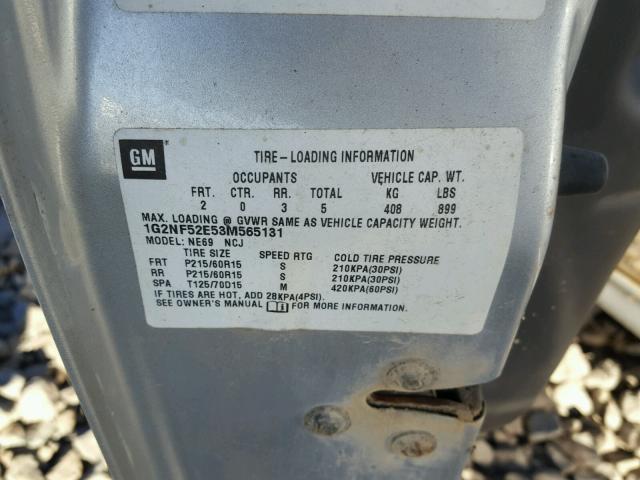 GM
TIRE-LOADING INFORMATION
OCCUPANTS VEHICLE CAP. WT.
FRT. CTR. RR. TOTAL KG LBS
2 0 3 5 408 899
MAX. LOADING @ GVWR SAME AS VEHICLE CAPACITY WEIGHT.
1G2NF52E53M565131
MODEL: NE69 NCJ
TIRE SIZE SPEED RTG COLD TIRE PRESSURE
FRT P215/60R15 S 210KPA(30PSI)
RR P215/60R15 S 210KPA(30PSI)
SPA T125/70D15 M 420KPA(60PSI)
IF TIRES ARE HOT, ADD 28KPA(4PSI).
SEE OWNER'S MANUAL FOR MORE INFORMATION.